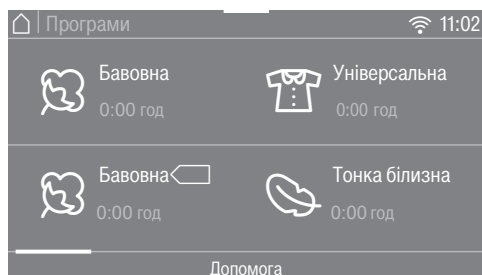 Програми 11:02
Бавовна Універсальна
0:00 год 0:00 год
Бавовна Тонка білизна
0:00 год 0:00 год
Допомога